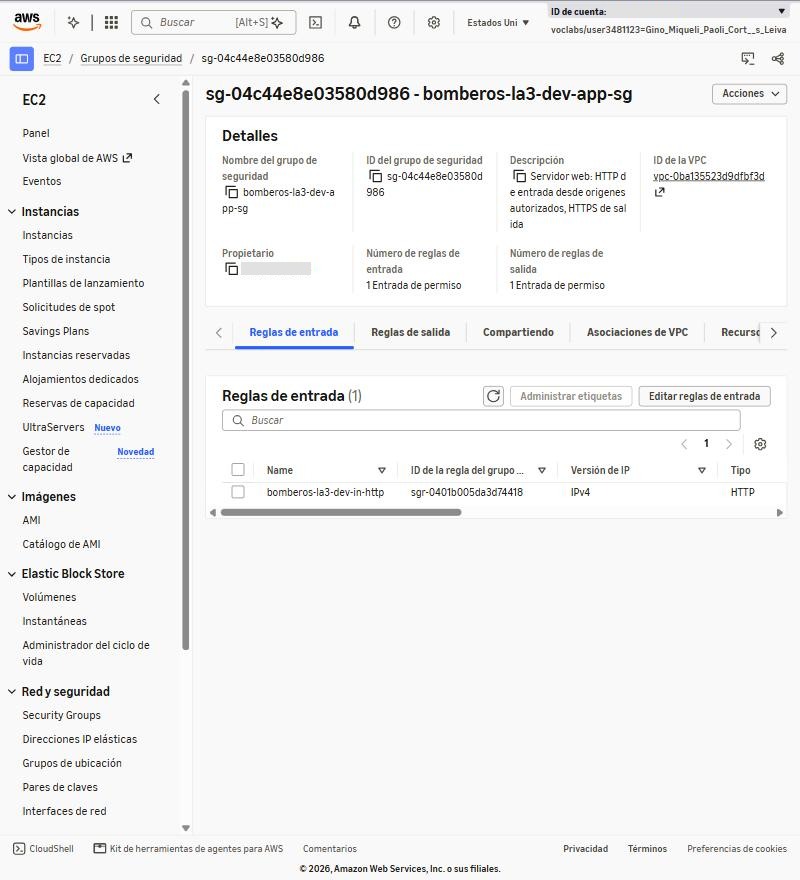 aws
Buscar [Alt+S]
Estados Uni
ID de cuenta:
voclabs/user3481123=Gino_Miqueli_Paoli_Cort__s_Leiva
EC2 / Grupos de seguridad / sg-04c44e8e03580d986
EC2
Panel
Vista global de AWS
Eventos
Instancias
Instancias
Tipos de instancia
Plantillas de lanzamiento
Solicitudes de spot
Savings Plans
Instancias reservadas
Alojamientos dedicados
Reservas de capacidad
UltraServers Nuevo
Gestor de Novedad
capacidad
Imágenes
AMI
Catálogo de AMI
Elastic Block Store
Volúmenes
Instantáneas
Administrador del ciclo de
vida
Red y seguridad
Security Groups
Direcciones IP elásticas
Grupos de ubicación
Pares de claves
Interfaces de red
sg-04c44e8e03580d986 - bomberos-la3-dev-app-sg
Acciones
Detalles
Nombre del grupo de
seguridad
bomberos-la3-dev-a
pp-sg
ID del grupo de seguridad
sg-04c44e8e03580d
986
Descripción
Servidor web: HTTP d
e entrada desde origenes
autorizados, HTTPS de sal
ida
ID de la VPC
vpc-0ba135523d9dfbf3d
Propietario
Número de reglas de
entrada
1 Entrada de permiso
Número de reglas de
salida
1 Entrada de permiso
Reglas de entrada
Reglas de salida
Compartiendo
Asociaciones de VPC
Recurso
Reglas de entrada (1)
Administrar etiquetas
Editar reglas de entrada
Buscar
1
Name
ID de la regla del grupo ...
Versión de IP
Tipo
bomberos-la3-dev-in-http
sgr-0401b005da3d74418
IPv4
HTTP
CloudShell
Kit de herramientas de agentes para AWS
Comentarios
Privacidad
Términos
Preferencias de cookies
© 2026, Amazon Web Services, Inc. o sus filiales.